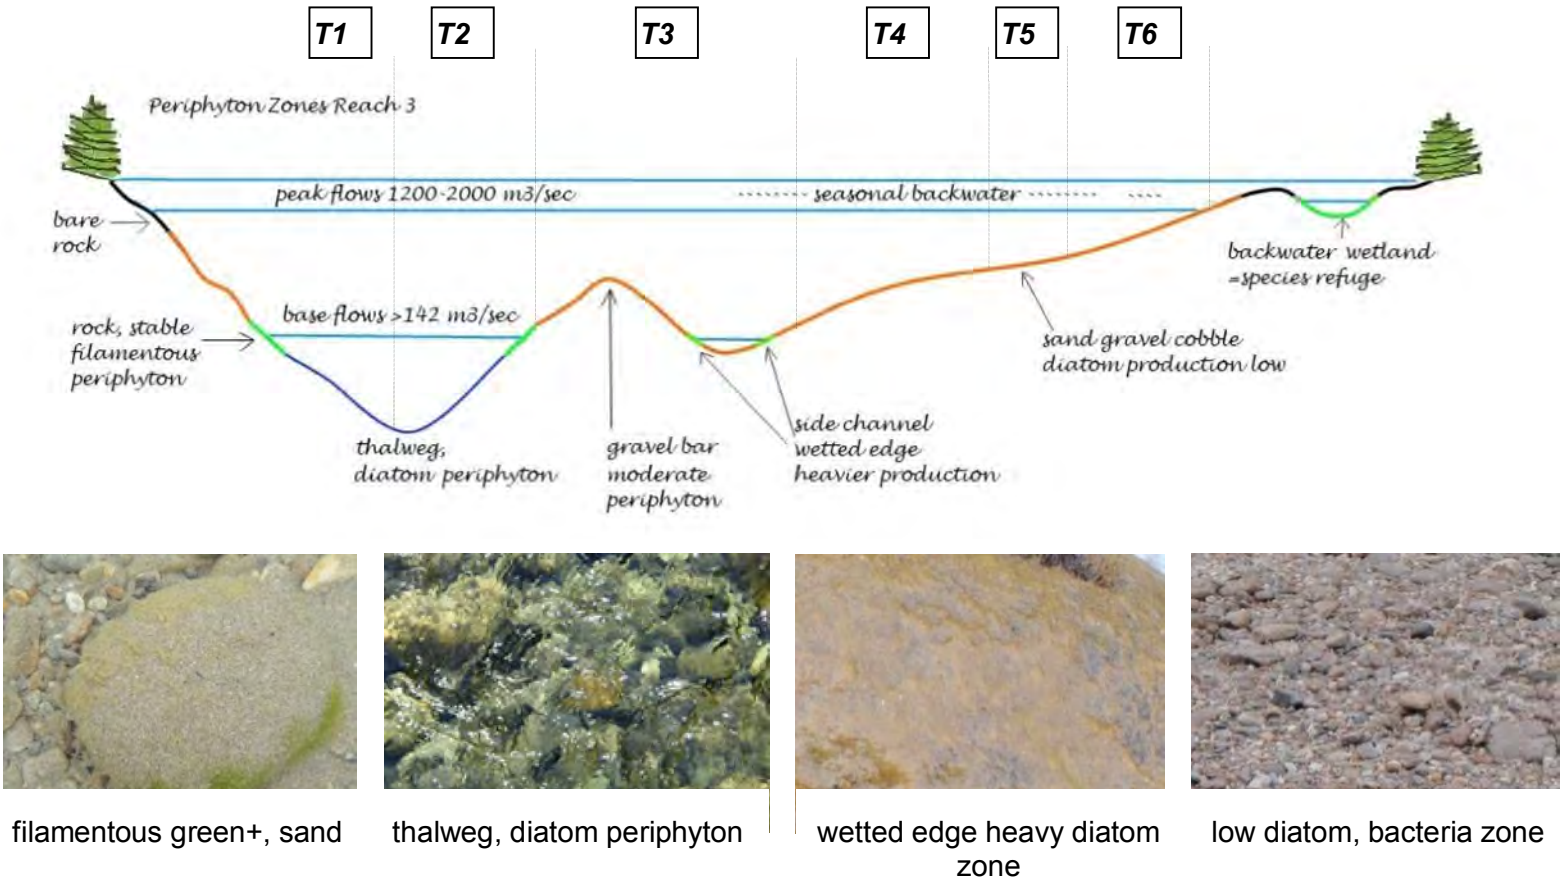 T1
T2
T3
T4
T5
T6
Periphyton Zones Reach 3
peak flows 1200-2000 m3/sec
-------- seasonal backwater -------- ----
bare
rock
backwater wetland
=species refuge
base flows >142 m3/sec
rock, stable
filamentous
periphyton
sand gravel cobble
diatom production low
thalweg,
diatom periphyton
gravel bar
moderate
periphyton
side channel
wetted edge
heavier production
filamentous green+, sand
thalweg, diatom periphyton
wetted edge heavy diatom
zone
low diatom, bacteria zone